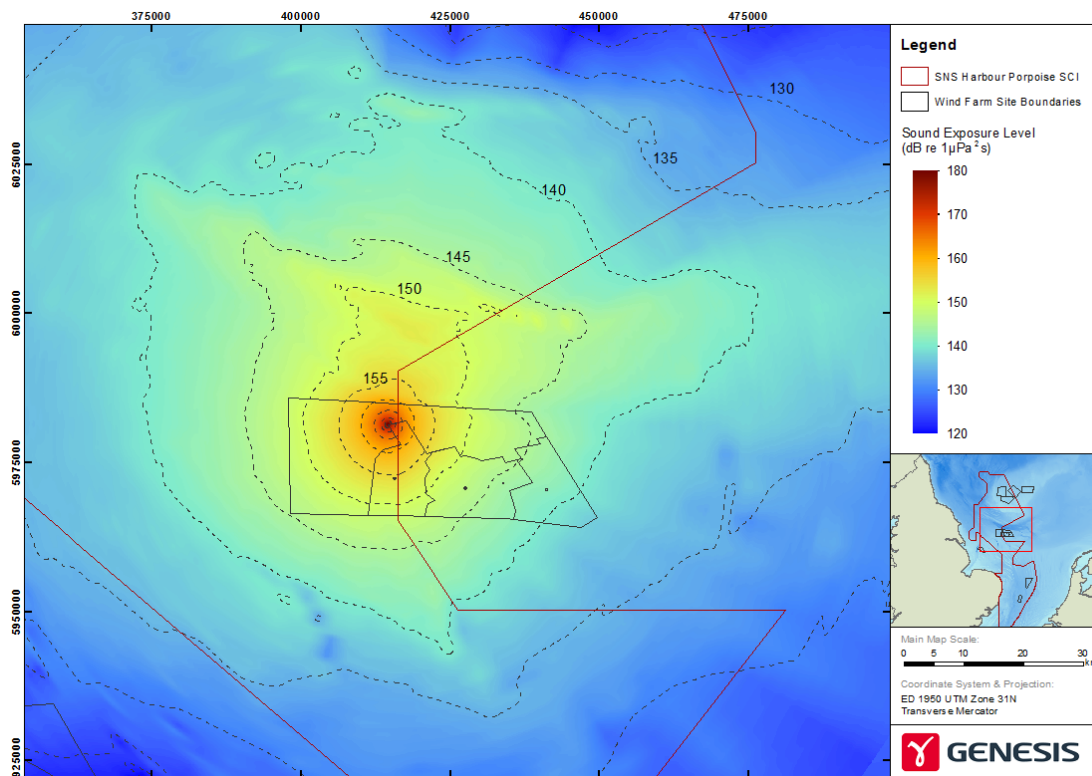 375000 400000 425000 450000 475000
6025000
6000000
5975000
5950000
5925000
130
135
140
145
150
155
Legend
SNS Harbour Porpoise SCI
Wind Farm Site Boundaries
Sound Exposure Level
(dB re 1µPa²s)
180
170
160
150
140
130
120
Main Map Scale:
0 5 10 20 30
km
Coordinate System & Projection:
ED 1950 UTM Zone 31N
Transverse Mercator
GENESIS